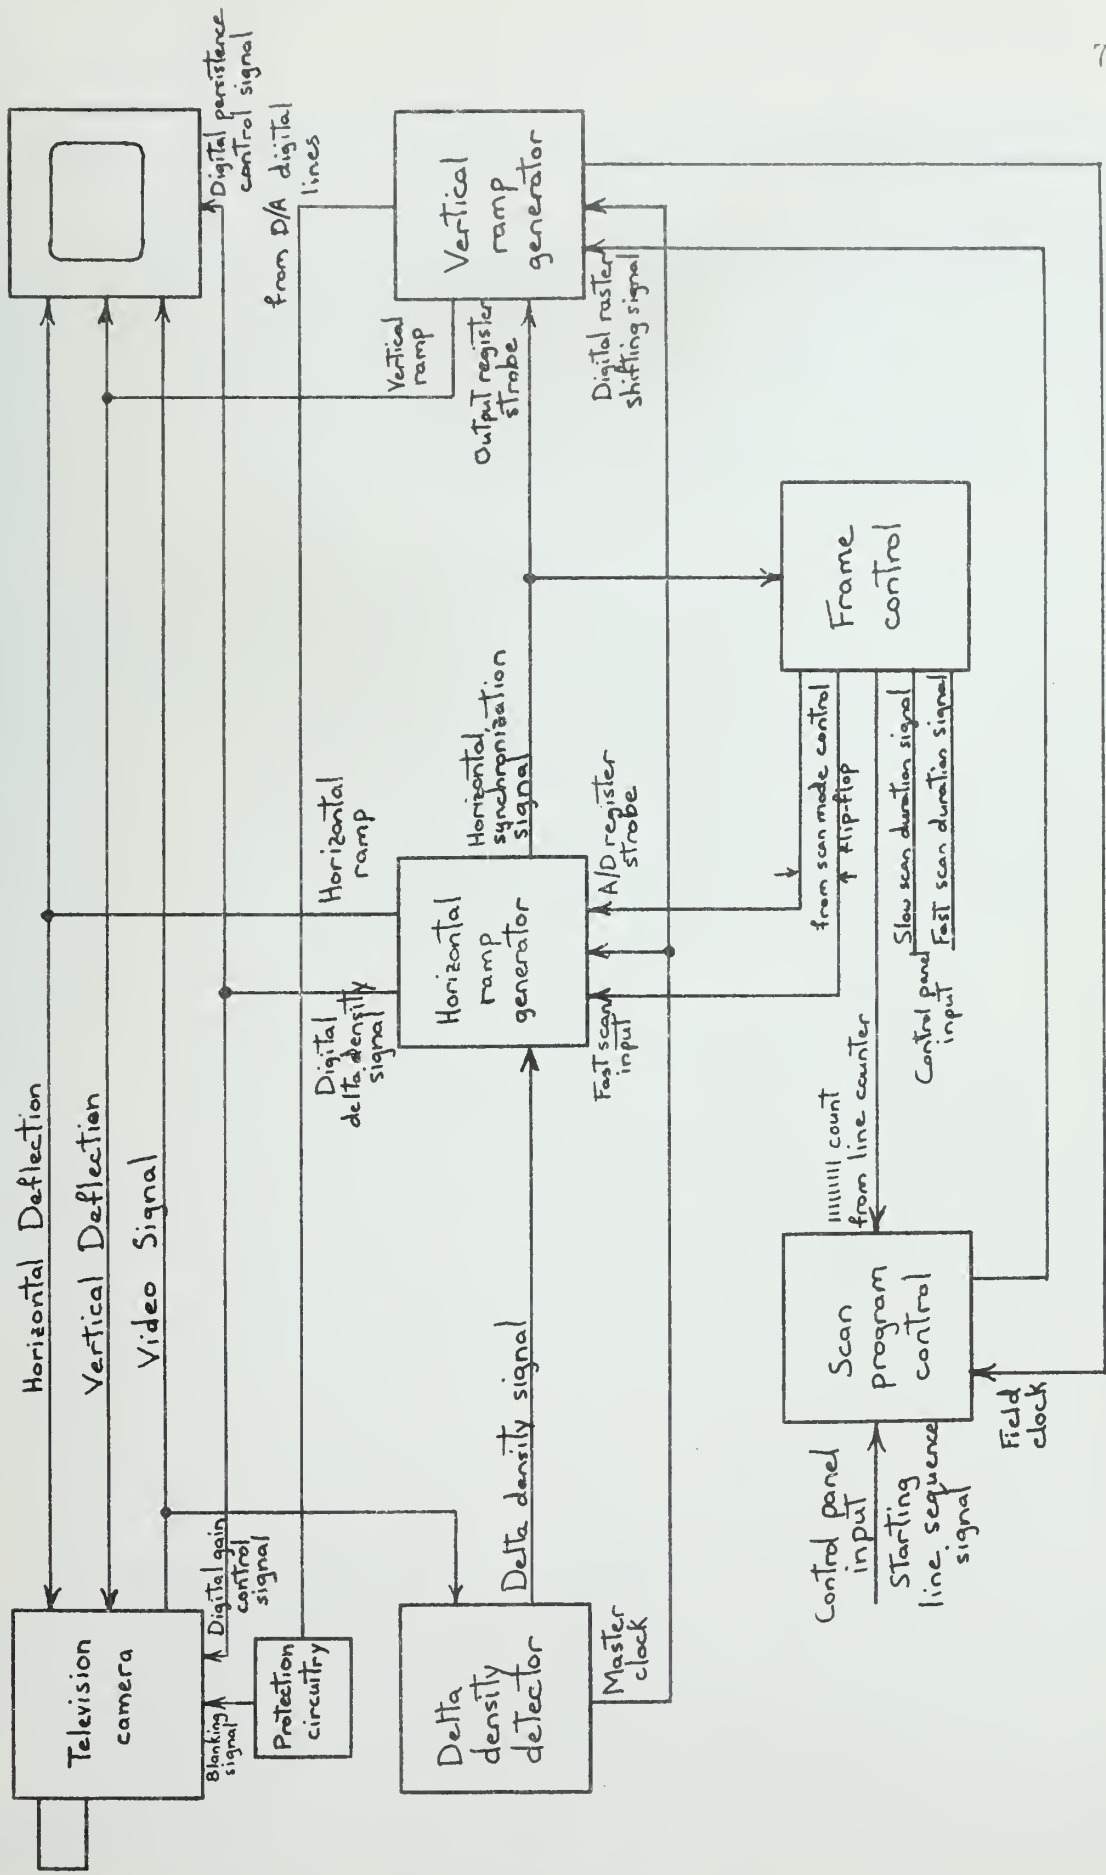 7
Horizontal Deflection
Vertical Deflection
Video Signal
Television
camera
Digital gain
control
signal
Blanking
signal
Protection
circuitry
Digital persistence
control signal
from D/A digital
lines
Horizontal
ramp
Digital
delta density
signal
Vertical
ramp
Delta
density
detector
Delta density signal
Master
clock
Horizontal
ramp
generator
Horizontal
synchronization
signal
Output register
strobe
Vertical
ramp
generator
Fast scan
input
A/D register
strobe
Digital raster
shifting signal
Control panel
input
Starting
line sequence
signal
Scan
program
control
Field
clock
11111111 count
from line counter
from scan mode control
flip-flop
Slow scan duration signal
Fast scan duration signal
Control panel
input
Frame
control